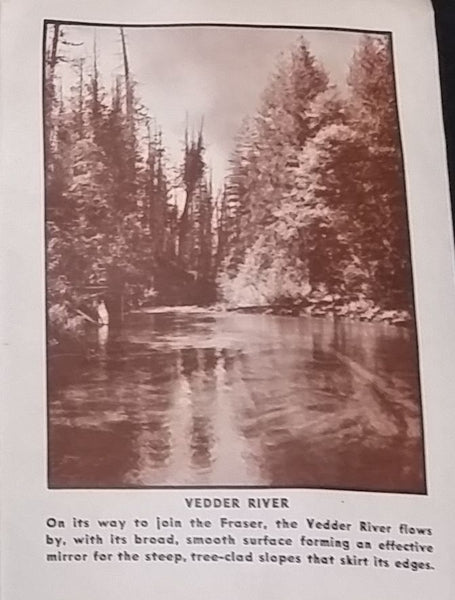 VEDDER RIVER
On its way to join the Fraser, the Vedder River flows
by, with its broad, smooth surface forming an effective
mirror for the steep, tree-clad slopes that skirt its edges.